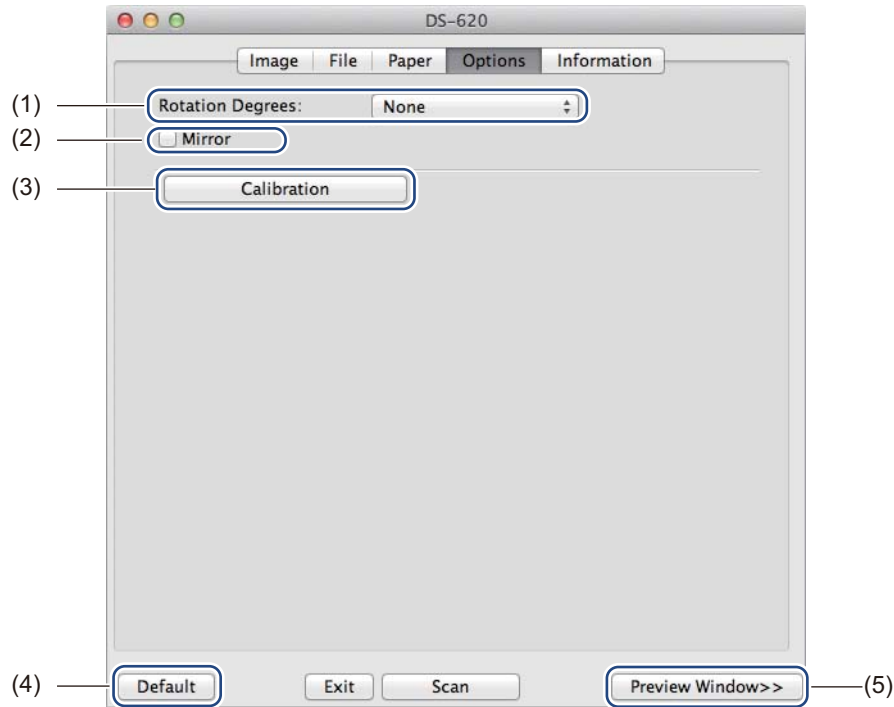 DS-620
Image File Paper Options Information
(1) Rotation Degrees: None
(2) Mirror
(3) Calibration
(4) Default Exit Scan Preview Window>> (5)